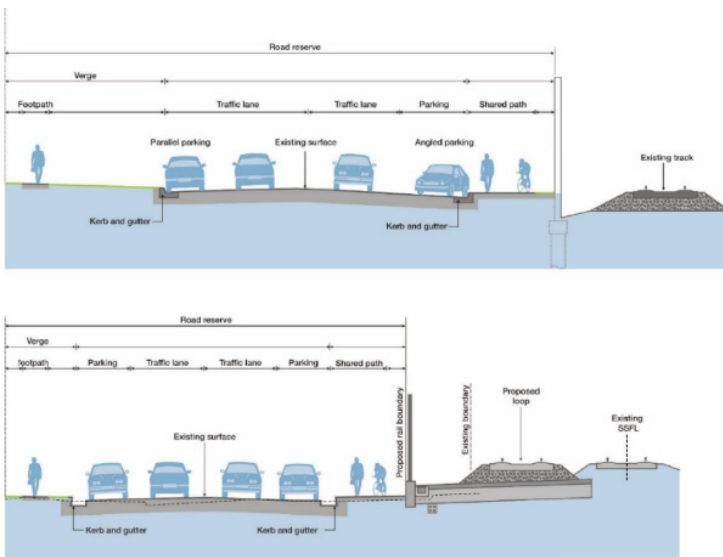 Road reserve
Verge
Footpath
Traffic lane
Traffic lane
Parking
Shared path
Parallel parking
Existing surface
Angled parking
Existing track
Kerb and gutter
Kerb and gutter
Road reserve
Verge
footpath
Parking
Traffic lane
Traffic lane
Parking
Shared path
Proposed rail boundary
Existing boundary
Proposed
loop
Existing
SSFL
Existing surface
Kerb and gutter
Kerb and gutter